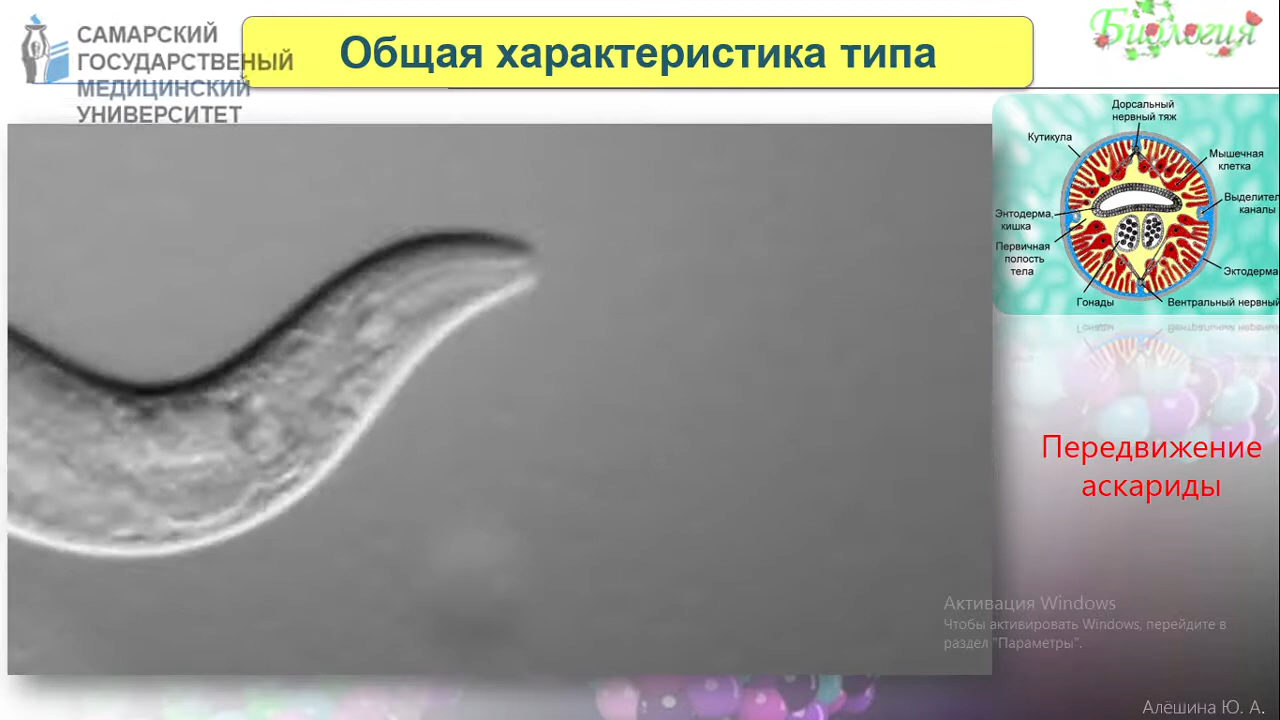 САМАРСКИЙ
ГОСУДАРСТВЕНЫЙ
МЕДИЦИНСКИЙ
УНИВЕРСИТЕТ
Общая характеристика типа
Биология
Дорсальный
нервный тяж
Кутикула
Мышечная
клетка
Выделител
каналы
Энтодерма,
кишка
Первичная
полость
тела
Эктодерма
Гонады
Вентральный нервный
Передвижение
аскариды
Активация Windows
Чтобы активировать Windows, перейдите в
раздел "Параметры".
Алёшина Ю. А.